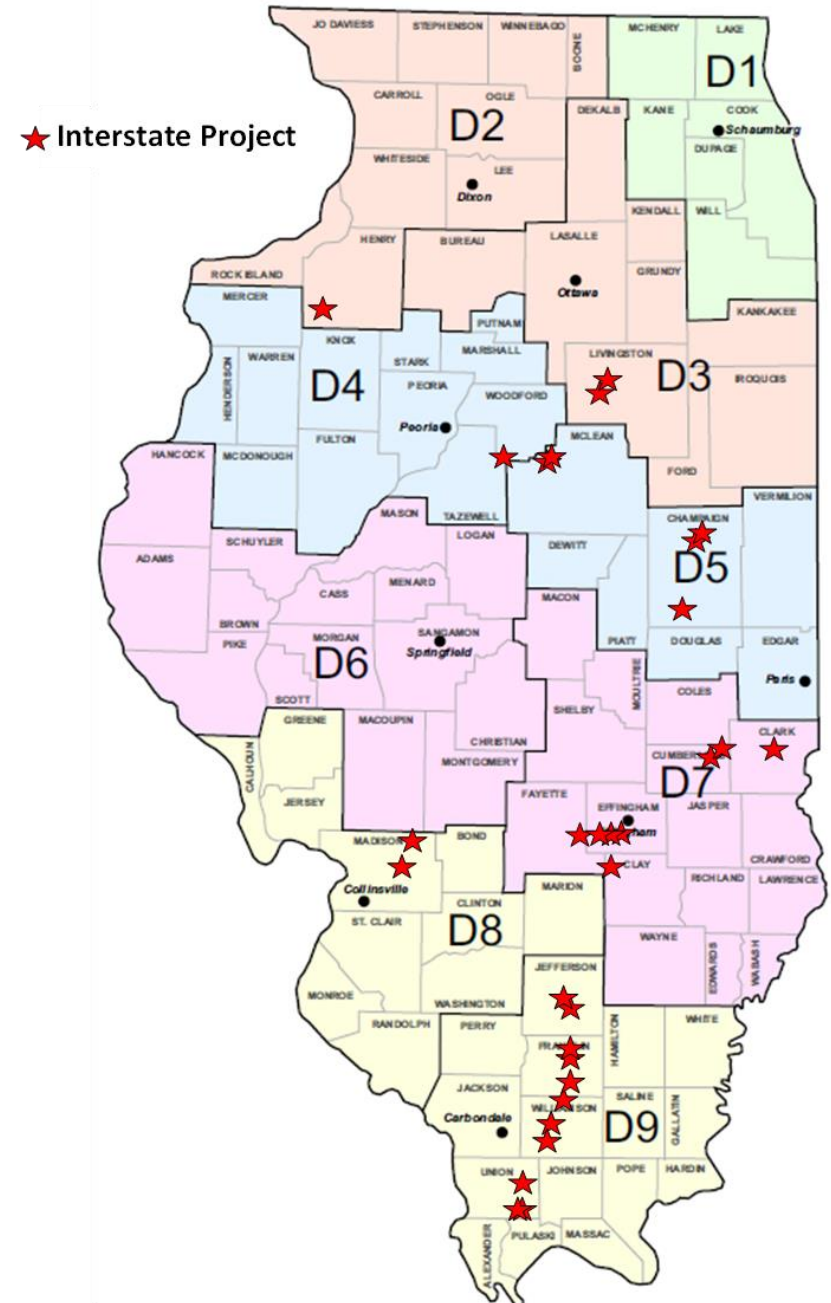 JO DAVIESS
STEPHENSON
WINNEBAGO
BOONE
MCHENRY
LAKE
D1
CARROLL
OGLE
D2
DEKALB
KANE
COOK
Schaumburg
Interstate Project
DUPAGE
WHITESIDE
LEE
Dixon
KENDALL
WILL
HENRY
BUREAU
LASALLE
ROCK ISLAND
GRUNDY
Ottawa
MERCER
KANKAKEE
PUTNAM
KNOX
MARSHALL
LIVINGSTON
STARK
WARREN
HENDERSON
D4
PEORIA
D3
IROQUOIS
WOODFORD
Peoria
FULTON
MCLEAN
HANCOCK
MCDONOUGH
FORD
VERMILION
MASON
TAZEWELL
CHAMPAIGN
SCHUYLER
LOGAN
DEWITT
ADAMS
D5
MENARD
CASS
MACON
BROWN
PIKE
MORGAN
SANGAMON
Springfield
D6
PIATT
DOUGLAS
EDGAR
MOULTRIE
Paris
SCOTT
COLES
GREENE
MACOUPIN
SHELBY
CALHOUN
CHRISTIAN
CLARK
MONTGOMERY
D7
FAYETTE
JERSEY
EFFINGHAM
JASPER
MADISON
BOND
CLAY
CRAWFORD
Collinsville
MARION
RICHLAND
LAWRENCE
CLINTON
ST. CLAIR
D8
WAYNE
EDWARDS
WABASH
JEFFERSON
MONROE
WASHINGTON
RANDOLPH
PERRY
HAMILTON
WHITE
JACKSON
SALINE
GALLATIN
Carbondale
D9
UNION
JOHNSON
POPE
HARDIN
ALEXANDER
PULASKI
MASSAC